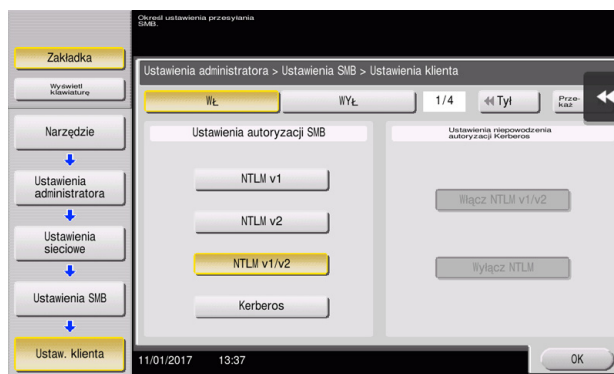 Określ ustawienia przesyłania
SMB.
Zakładka
Wyświetl
klawiaturę
Narzędzie
Ustawienia
administratora
Ustawienia
sieciowe
Ustawienia SMB
Ustaw. klienta
Ustawienia administratora > Ustawienia SMB > Ustawienia klienta
WŁ
WYŁ
1/4
Tył
Prze-
każ
Ustawienia autoryzacji SMB
NTLM v1
NTLM v2
NTLM v1/v2
Kerberos
Ustawienia niepowodzenia
autoryzacji Kerberos
Włącz NTLM v1/v2
Wyłącz NTLM
11/01/2017 13:37
OK